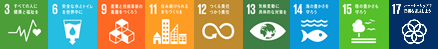 3 すべての人に
健康と福祉を
6 安全な水とトイレ
を世界中に
9 産業と技術革新の
基盤をつくろう
11 住み続けられる
まちづくりを
12 つくる責任
つかう責任
13 気候変動に
具体的な対策を
14 海の豊かさを
守ろう
15 陸の豊かさも
守ろう
17 パートナーシップで
目標を達成しよう